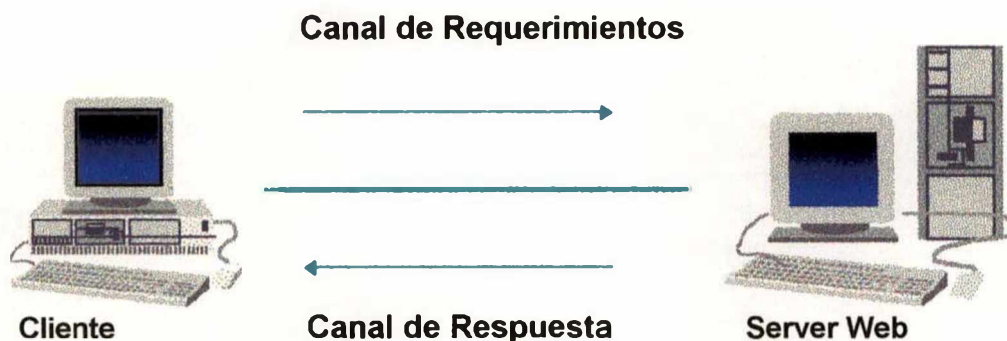 Canal de Requerimientos
Cliente
Canal de Respuesta
Server Web